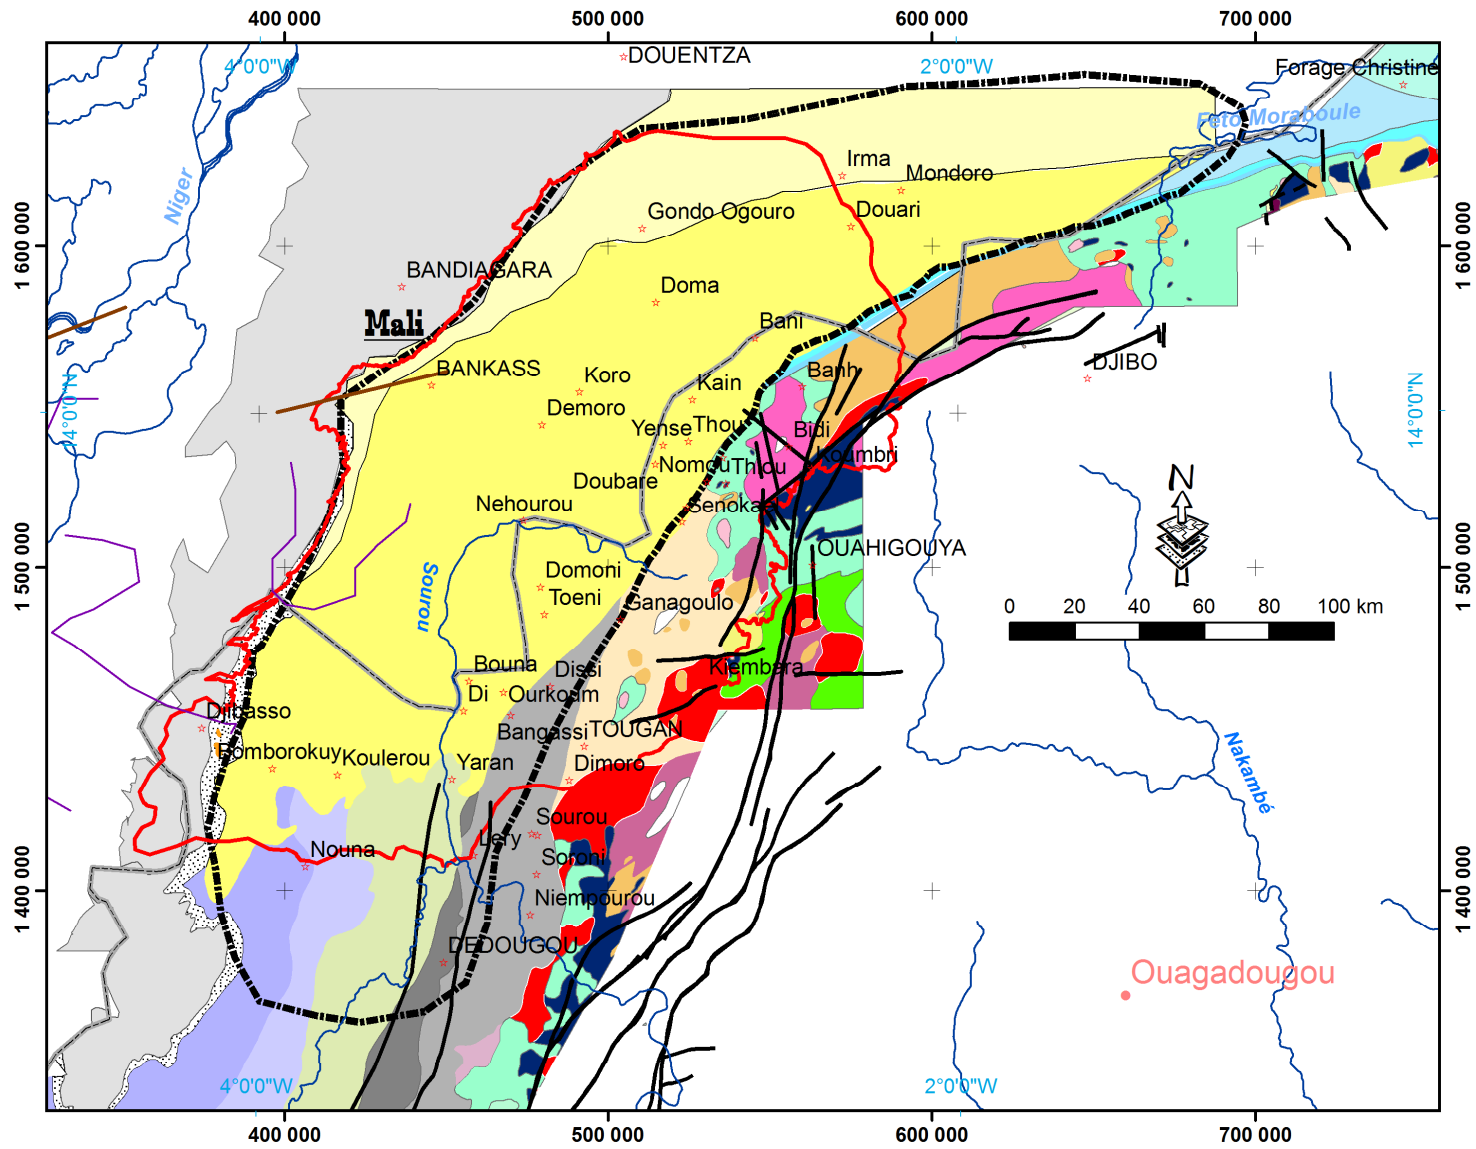 400 000 500 000 600 000 700 000
DOUENTZA
4°0'0"W 2°0'0"W
Forage Christine
Feto Moraboule
Irma
Mondoro
Niger
Gondo Ogouro Douari
1 600 000 1 600 000
BANDIAGARA
Doma
Mali
Bani
DJIBO
BANKASS Koro Kain Banh
14°0'0"N 14°0'0"N
Demoro
Yense Thou Bidi
Koumbri
Nomou Thiou
Doubare
Nehourou Senokael
N
OUAHIGOUYA
1 500 000 1 500 000
Domoni
Sourou
Toeni Ganagoulo
0 20 40 60 80 100 km
Bouna Dissi Kiembara
Di Ourkoum
Djibasso
Bangassi TOUGAN
Bomborokuy Koulerou Yaran Dimoro
Nakambé
Sourou
Lery
Nouna Soroni
1 400 000 1 400 000
Niempourou
DEDOUGOU
Ouagadougou
4°0'0"W 2°0'0"W
400 000 500 000 600 000 700 000